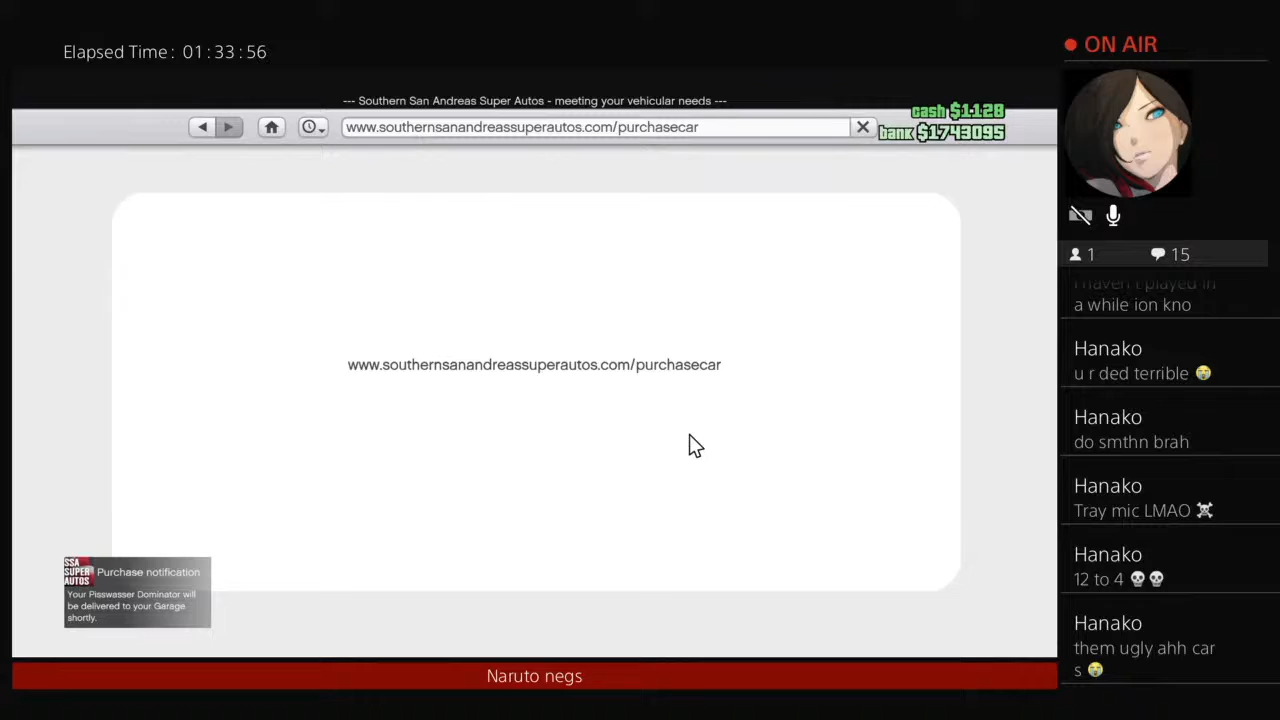 Elapsed Time: 01:33:56
ON AIR
--- Southern San Andreas Super Autos - meeting your vehicular needs ---
www.southernsanandreassuperautos.com/purchasecar
cash $1128
bank $1743095
www.southernsanandreassuperautos.com/purchasecar
SSA
SUPER
AUTOS
Purchase notification
Your Pisswasser Dominator will
be delivered to your Garage
shortly.
Naruto negs
1
15
I haven't played in
a while ion kno
Hanako
u r ded terrible 😭
Hanako
do smthn brah
Hanako
Tray mic LMAO ☠️
Hanako
12 to 4 💀💀
Hanako
them ugly ahh car
s 😭